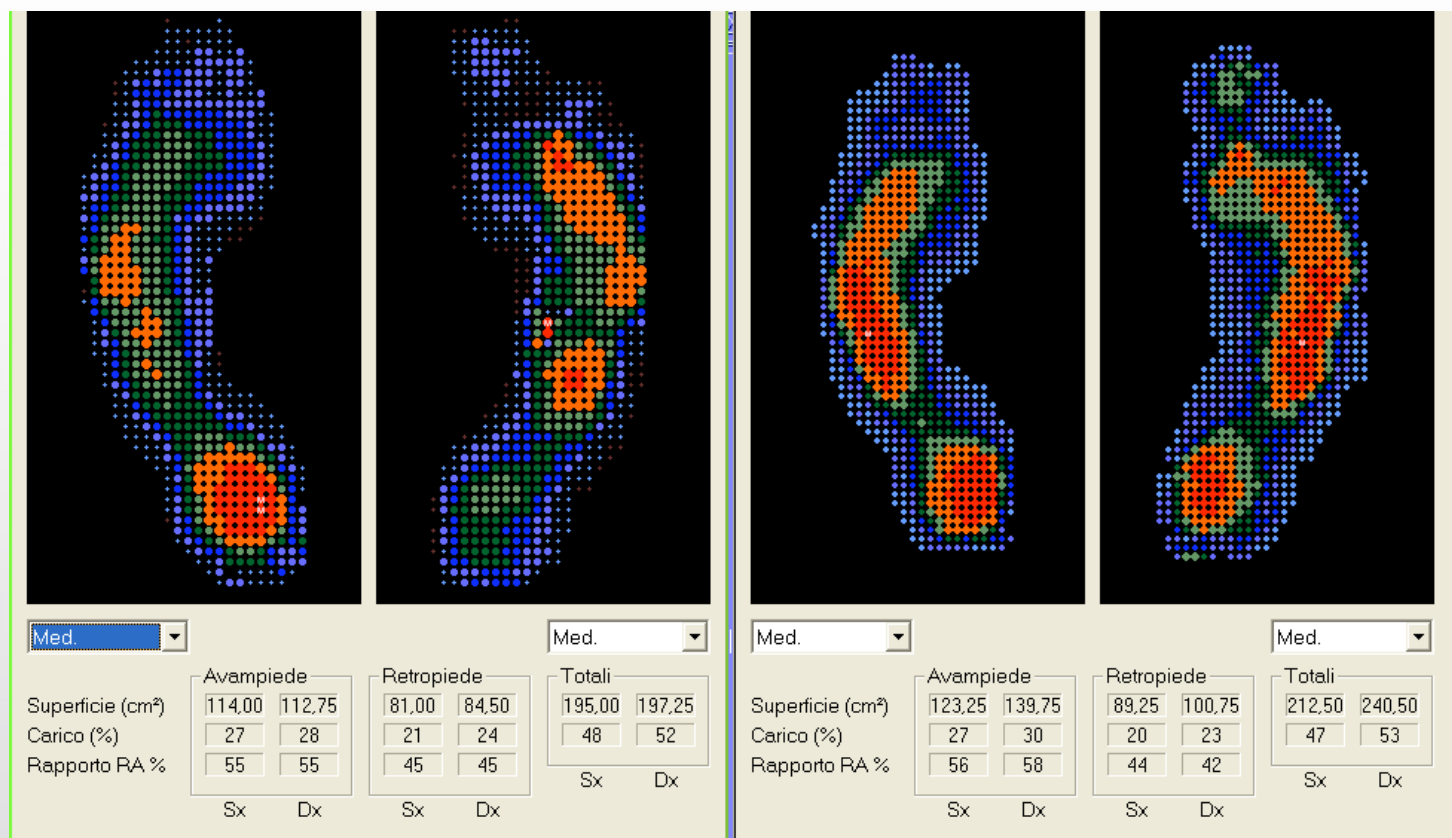 M
M
M
M
M
Med.
Med.
Avampiede Retropiede Totali
Superficie (cm²) 114,00 112,75 81,00 84,50 195,00 197,25
Carico (%) 27 28 21 24 48 52
Rapporto RA % 55 55 45 45
Sx Dx
Sx Dx Sx Dx
Med.
Med.
Avampiede Retropiede Totali
Superficie (cm²) 123,25 139,75 89,25 100,75 212,50 240,50
Carico (%) 27 30 20 23 47 53
Rapporto RA % 56 58 44 42
Sx Dx
Sx Dx Sx Dx